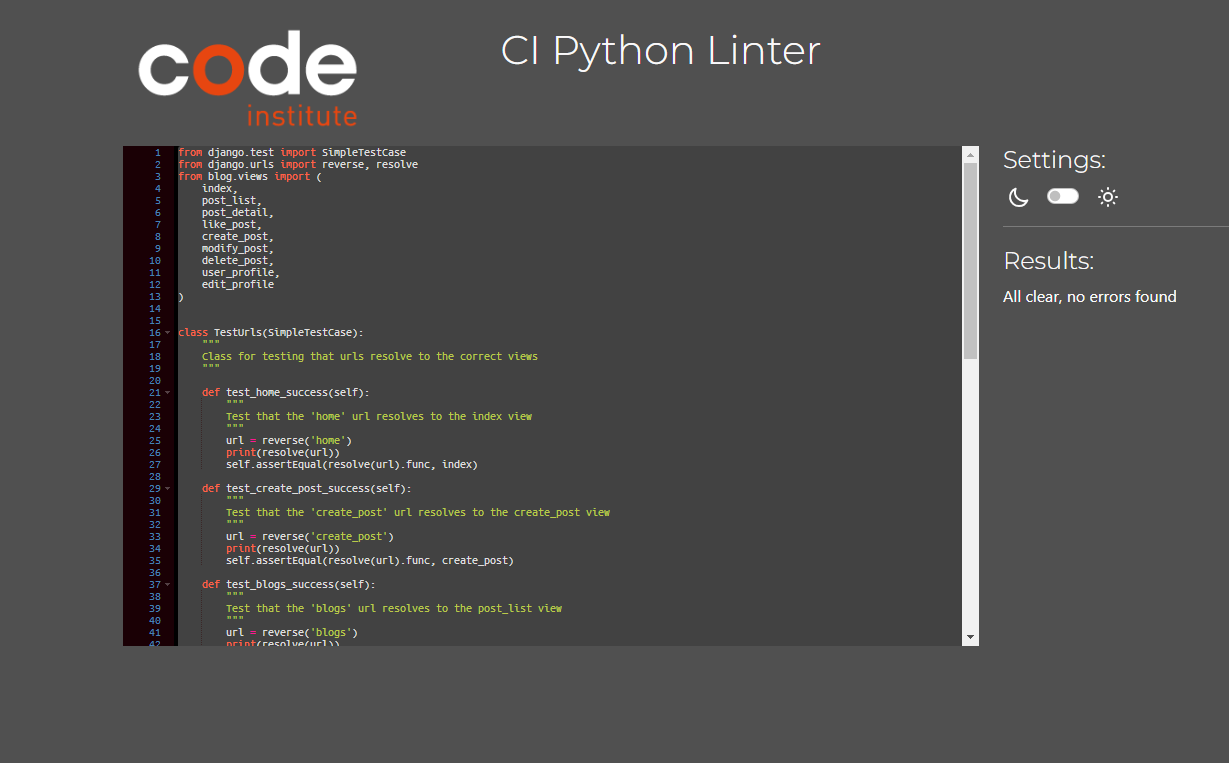 code
institute
CI Python Linter
1 from django.test import SimpleTestCase
2 from django.urls import reverse, resolve
3 from blog.views import (
4     index,
5     post_list,
6     post_detail,
7     like_post,
8     create_post,
9     modify_post,
10     delete_post,
11     user_profile,
12     edit_profile
13 )
14
15
16 class TestUrls(SimpleTestCase):
17     """
18     Class for testing that urls resolve to the correct views
19     """
20
21     def test_home_success(self):
22         """
23         Test that the 'home' url resolves to the index view
24         """
25         url = reverse('home')
26         print(resolve(url))
27         self.assertEqual(resolve(url).func, index)
28
29     def test_create_post_success(self):
30         """
31         Test that the 'create_post' url resolves to the create_post view
32         """
33         url = reverse('create_post')
34         print(resolve(url))
35         self.assertEqual(resolve(url).func, create_post)
36
37     def test_blogs_success(self):
38         """
39         Test that the 'blogs' url resolves to the post_list view
40         """
41         url = reverse('blogs')
42         print(resolve(url))
Settings:
Results:
All clear, no errors found